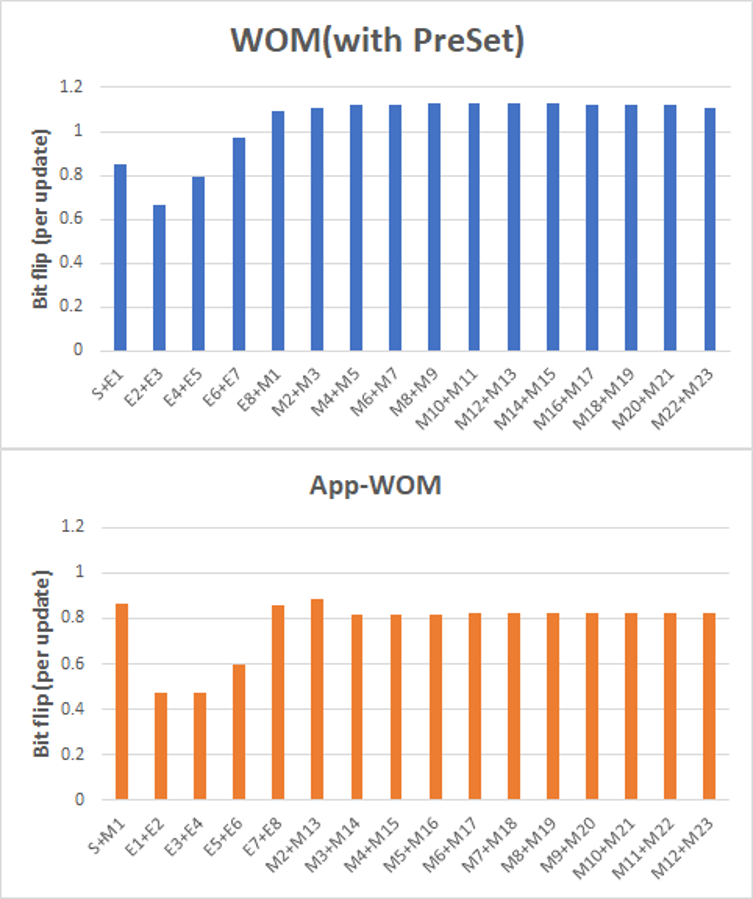 WOM(with PreSet)
Bit flip (per update)
1.2
1
0.8
0.6
0.4
0.2
0
S+E1
E2+E3
E4+E5
E6+E7
E8+M1
M2+M3
M4+M5
M6+M7
M8+M9
M10+M11
M12+M13
M14+M15
M16+M17
M18+M19
M20+M21
M22+M23
App-WOM
Bit flip (per update)
1.2
1
0.8
0.6
0.4
0.2
0
S+M1
E1+E2
E3+E4
E5+E6
E7+E8
M2+M13
M3+M14
M4+M15
M5+M16
M6+M17
M7+M18
M8+M19
M9+M20
M10+M21
M11+M22
M12+M23